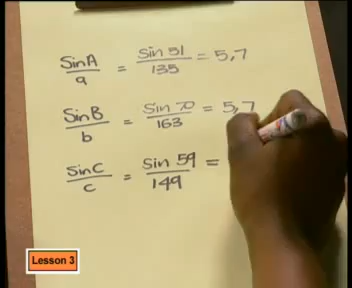 SinA/a = Sin 51/135 = 5,7
SinB/b = Sin 70/163 = 5,7
SinC/c = Sin 59/149 =
Lesson 3